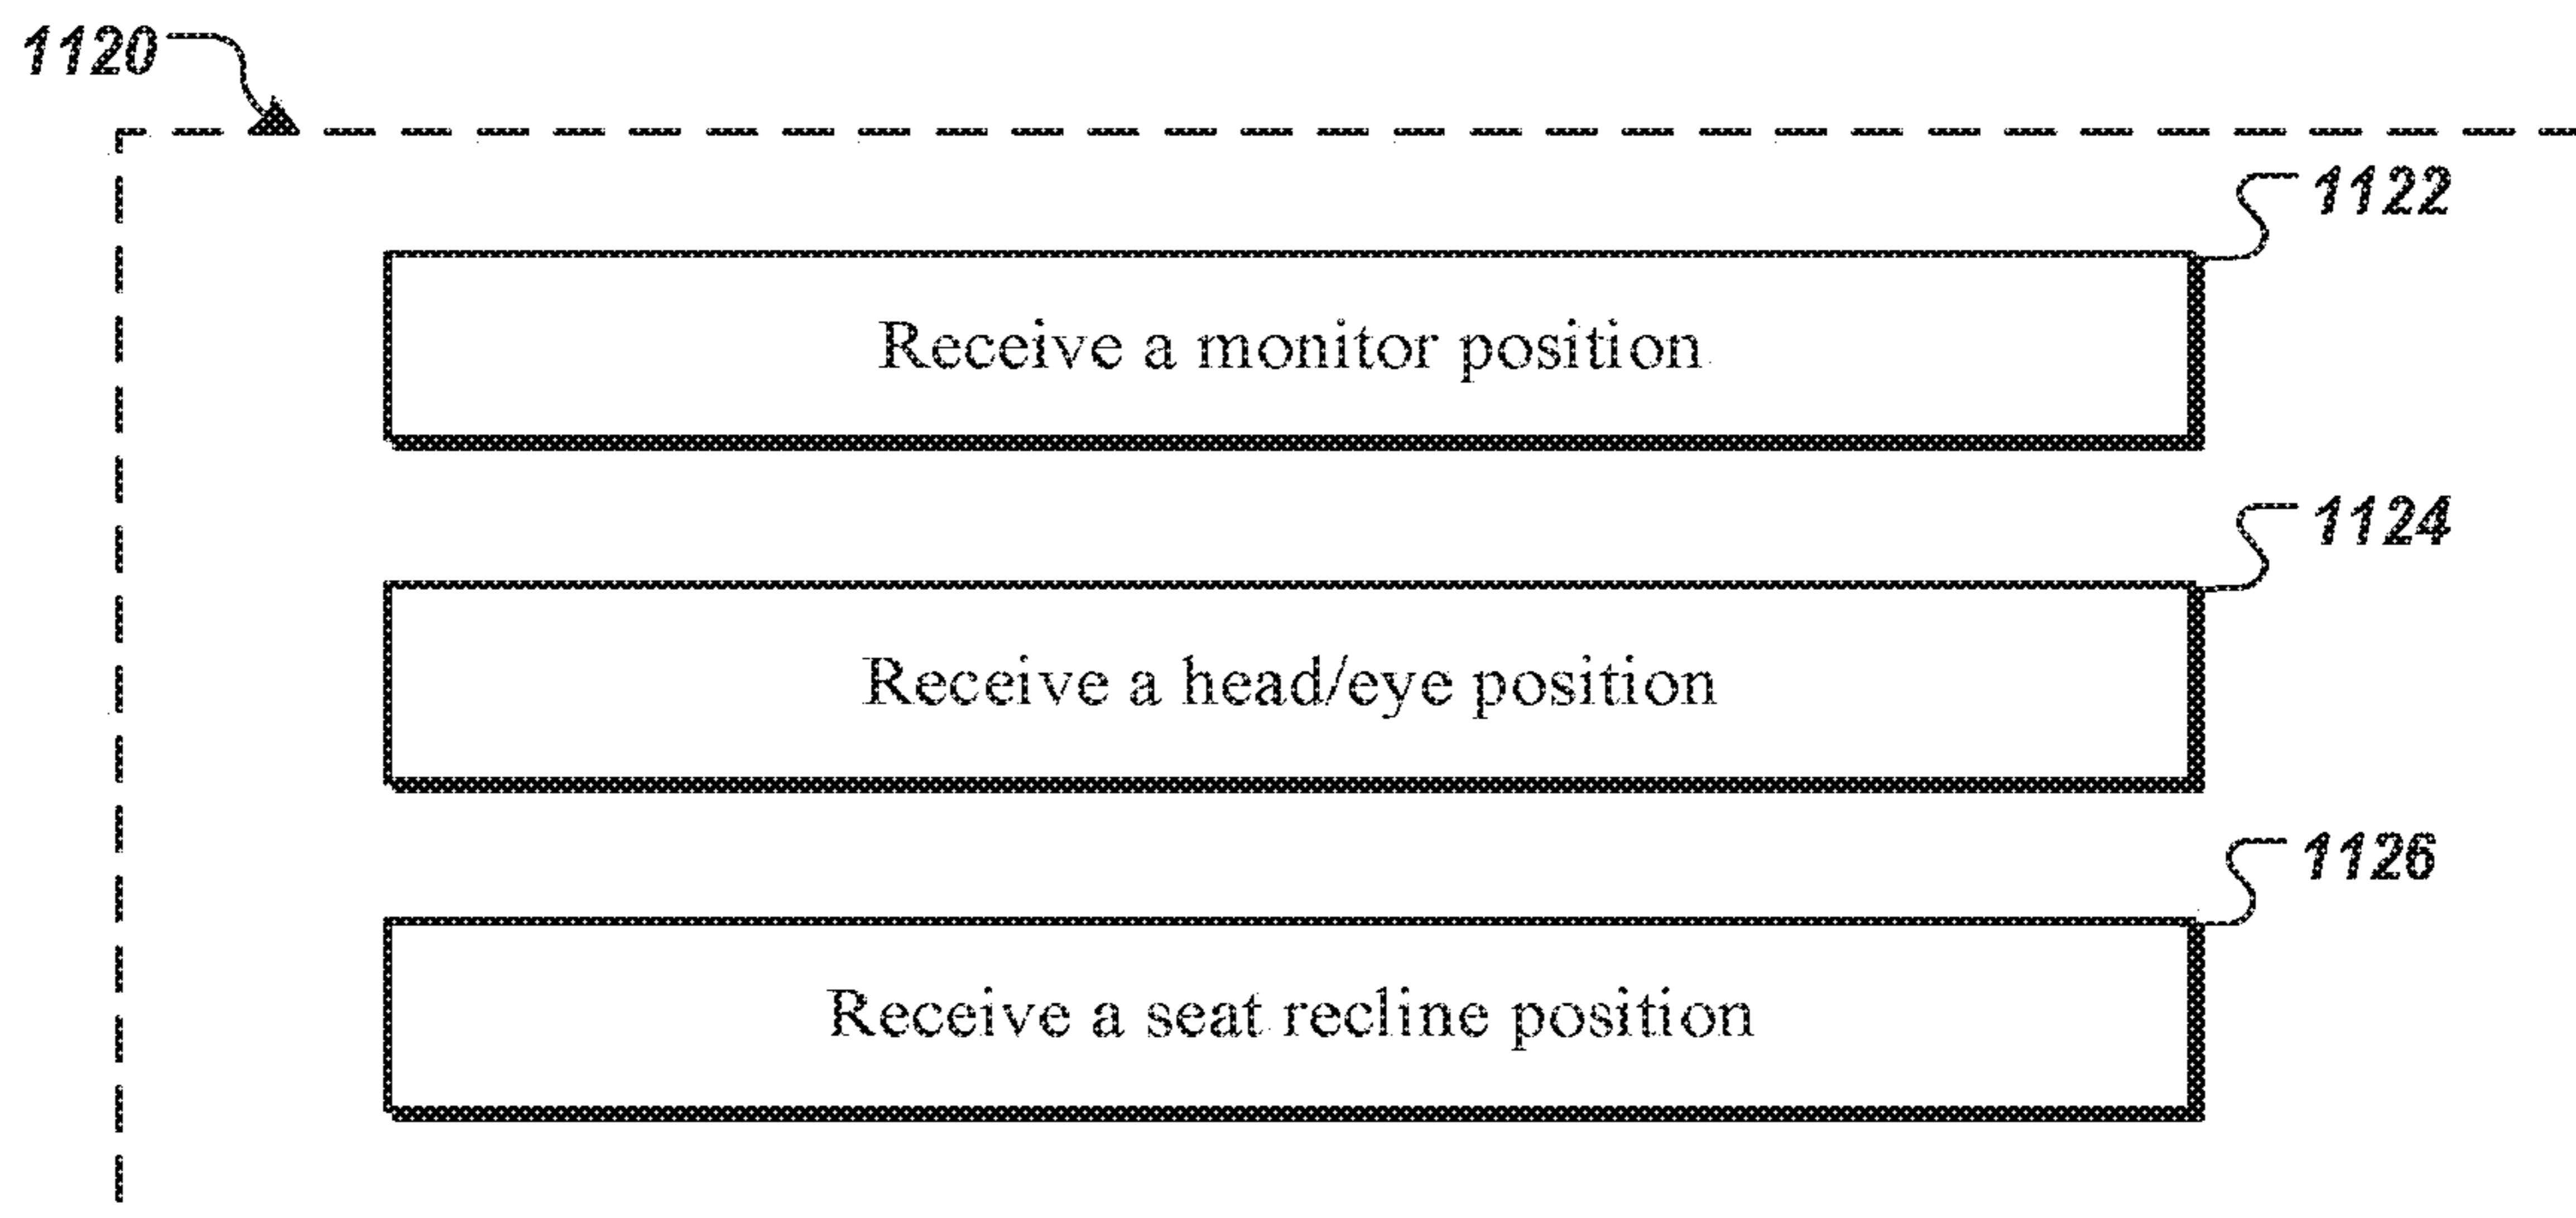 1120
1122
Receive a monitor position
1124
Receive a head/eye position
1126
Receive a seat recline position